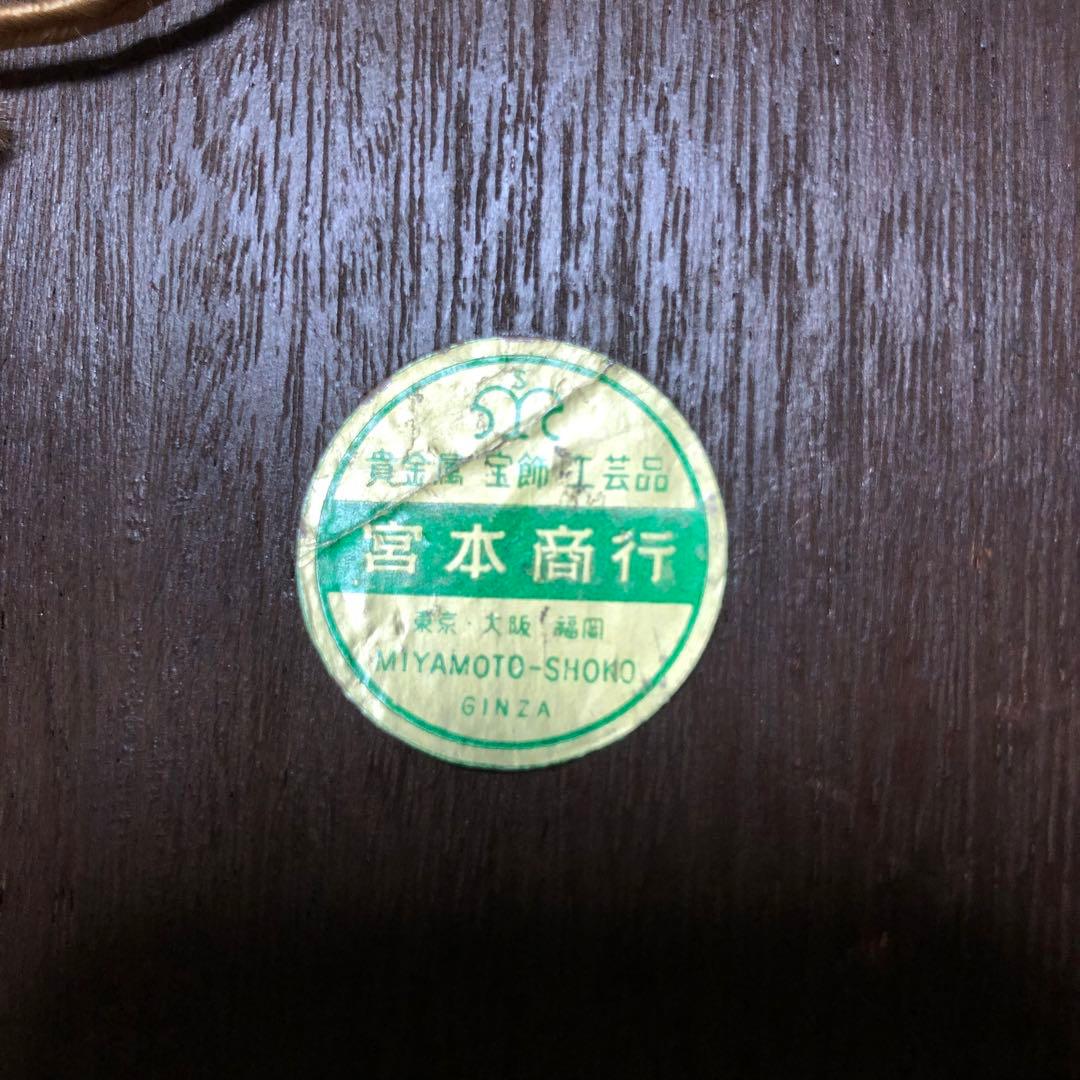 S
貴金属 宝飾 工芸品
宮本商行
東京・大阪 福岡
MIYAMOTO-SHOKO
GINZA